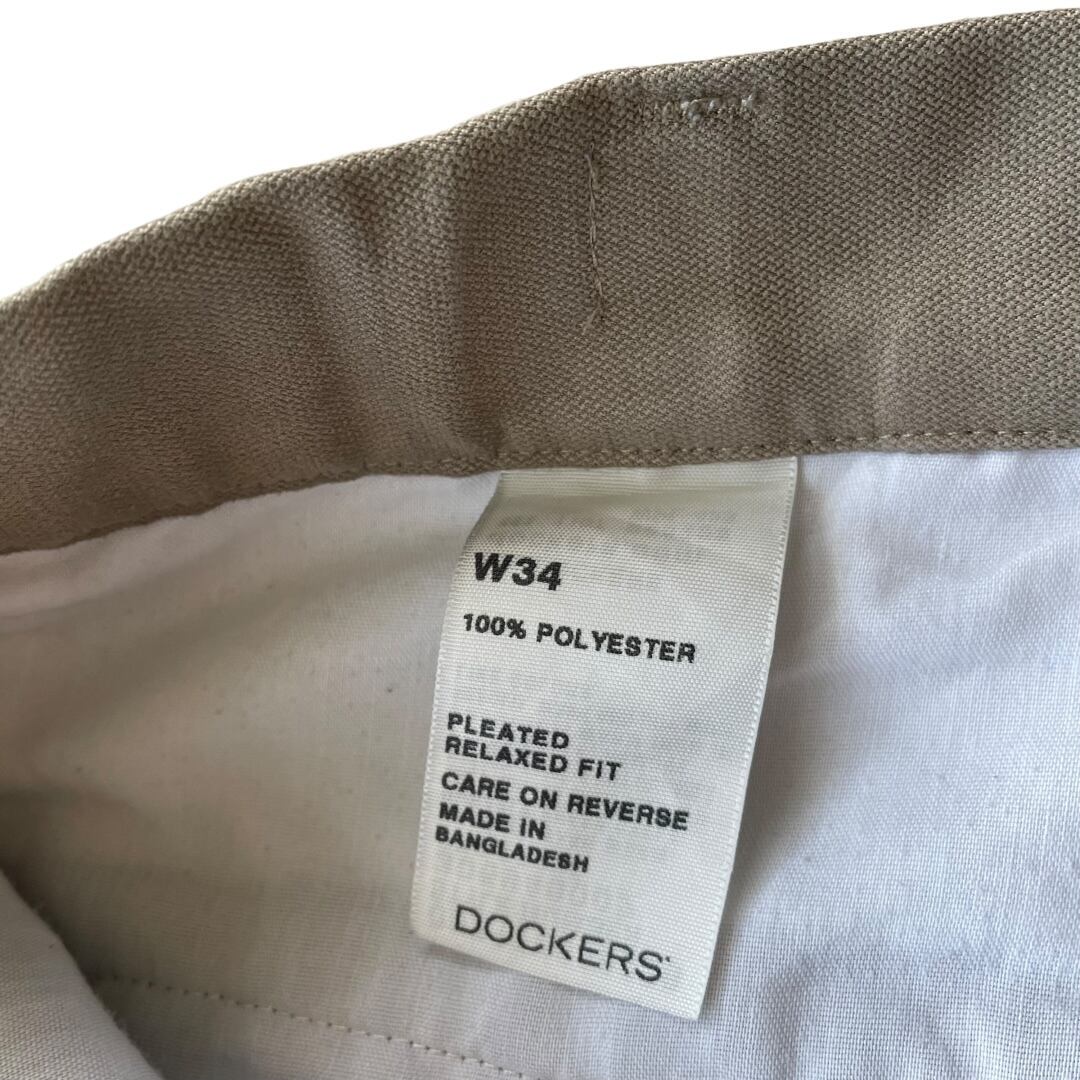 W34
100% POLYESTER
PLEATED
RELAXED FIT
CARE ON REVERSE
MADE IN
BANGLADESH
DOCKERS